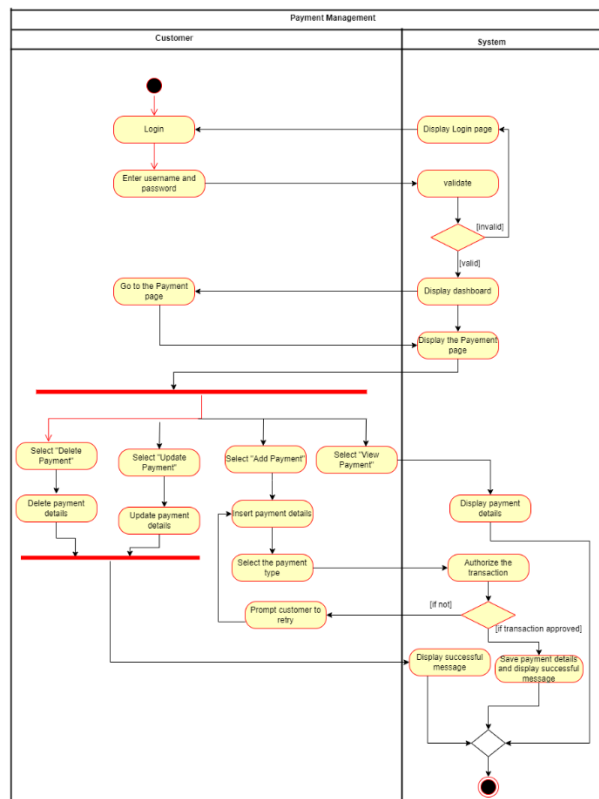 Payment Management
Customer
System
Login
Display Login page
Enter username and
password
validate
[invalid]
[valid]
Go to the Payment
page
Display dashboard
Display the Payement
page
Select "Delete
Payment"
Select "Update
Payment"
Select "Add Payment"
Select "View
Payment"
Delete payment
details
Update payment
details
Insert payment details
Display payment
details
Select the payment
type
Authorize the
transaction
[if not]
Prompt customer to
retry
[if transaction approved]
Display successful
message
Save payment details
and display successful
message